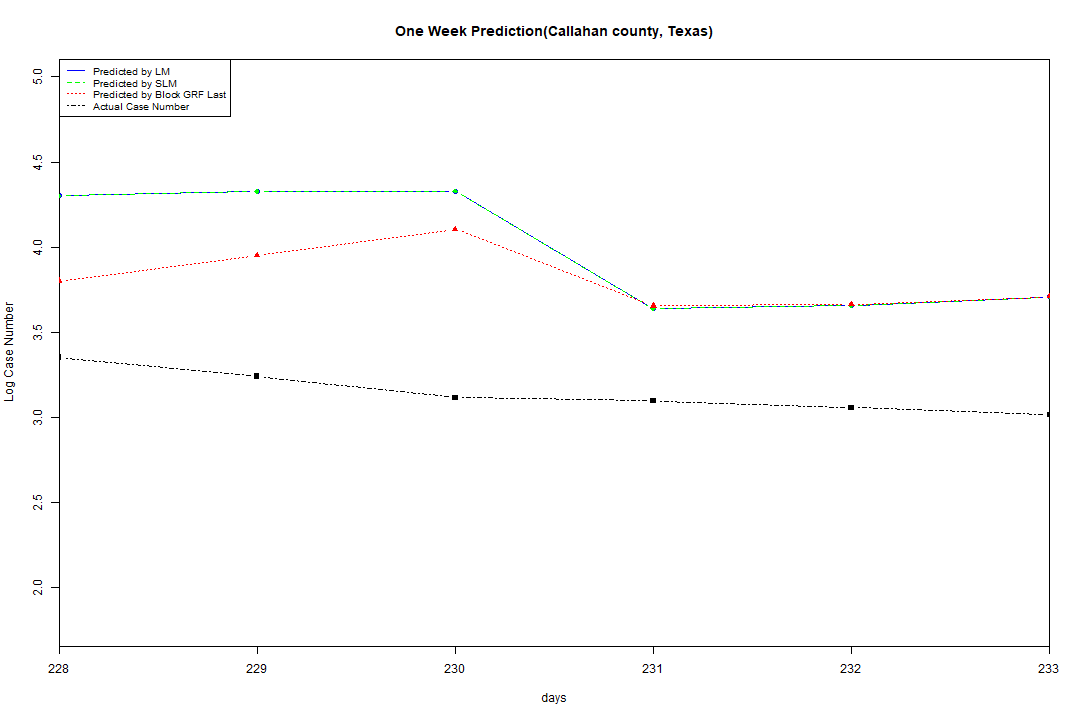 One Week Prediction(Callahan county, Texas)
Predicted by LM
Predicted by SLM
Predicted by Block GRF Last
Actual Case Number
Log Case Number
5.0
4.5
4.0
3.5
3.0
2.5
2.0
228 229 230 231 232 233
days